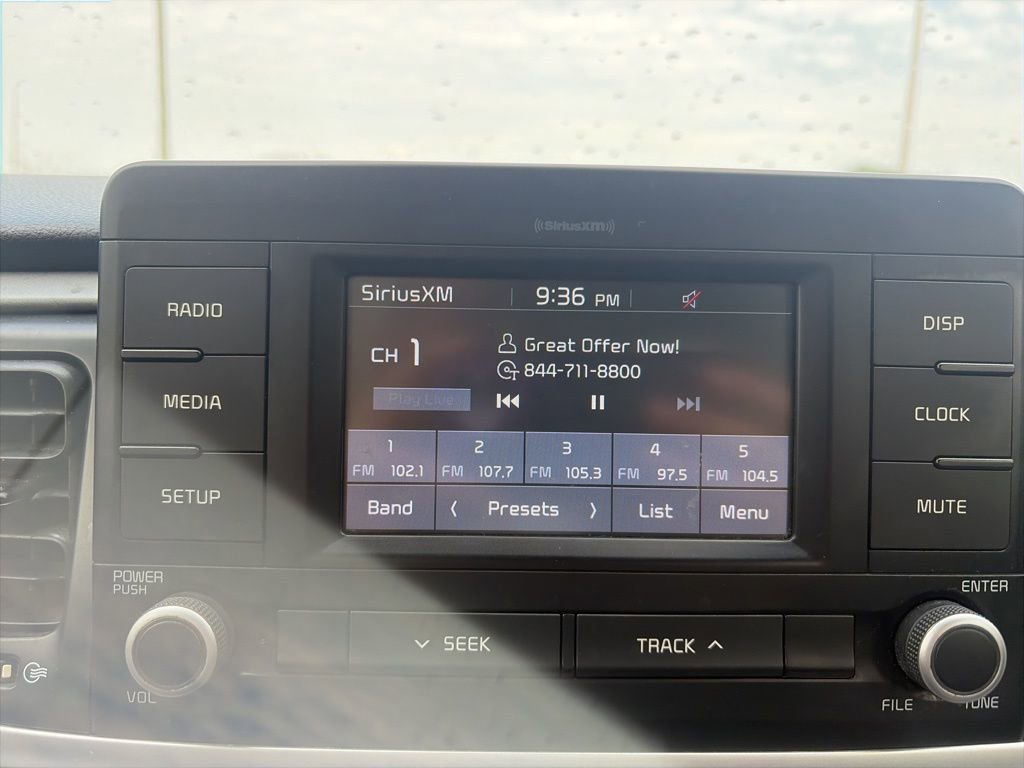 ((SiriusXM))
RADIO
MEDIA
SETUP
SiriusXM 9:36 PM
CH 1
Great Offer Now!
844-711-8800
Play Live
1 2 3 4 5
FM 102.1 FM 107.7 FM 105.3 FM 97.5 FM 104.5
Band < Presets > List Menu
DISP
CLOCK
MUTE
POWER
PUSH
VOL
SEEK
TRACK
ENTER
FILE TUNE